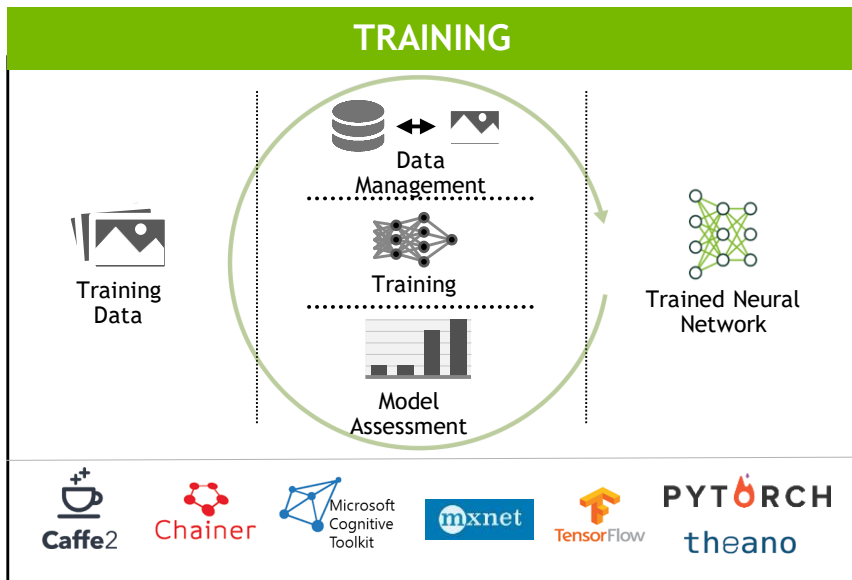 TRAINING
Data
Management
Training
Data
Training
Trained Neural
Network
Model
Assessment
Caffe2
Chainer
Microsoft
Cognitive
Toolkit
mxnet
TensorFlow
PYTORCH
theano